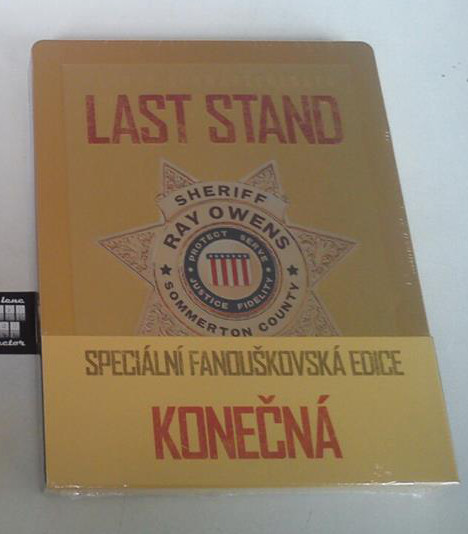 LAST STAND
SHERIFF
RAY OWENS
PROTECT SERVE
JUSTICE FIDELITY
SOMMERTON COUNTY
SPECIÁLNÍ FANOUŠKOVSKÁ EDICE
KONEČNÁ